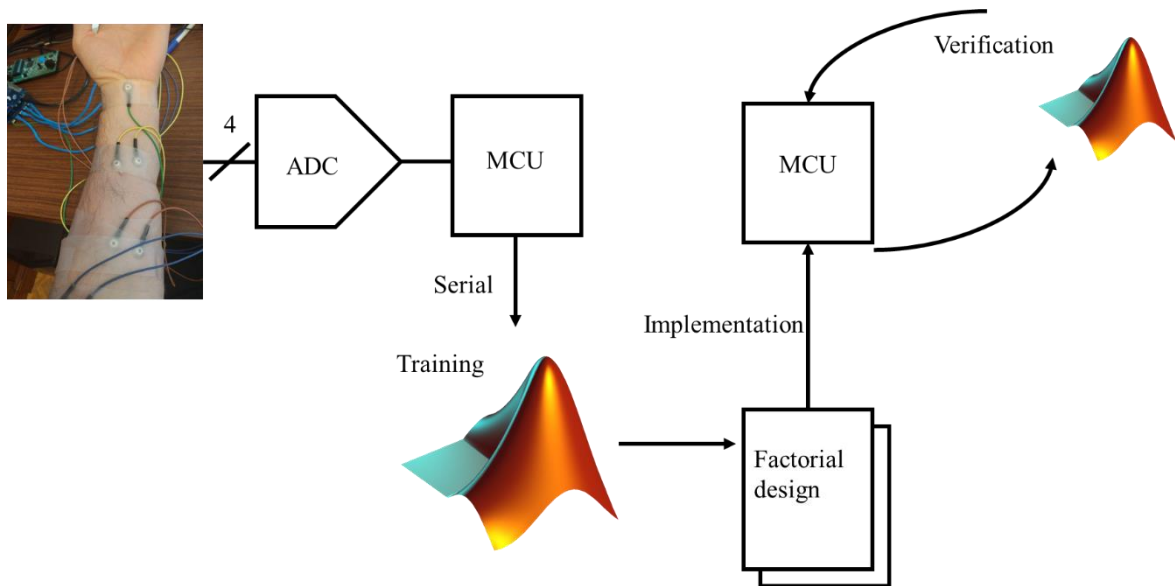 4
ADC
MCU
Serial
Training
Factorial
design
Implementation
MCU
Verification